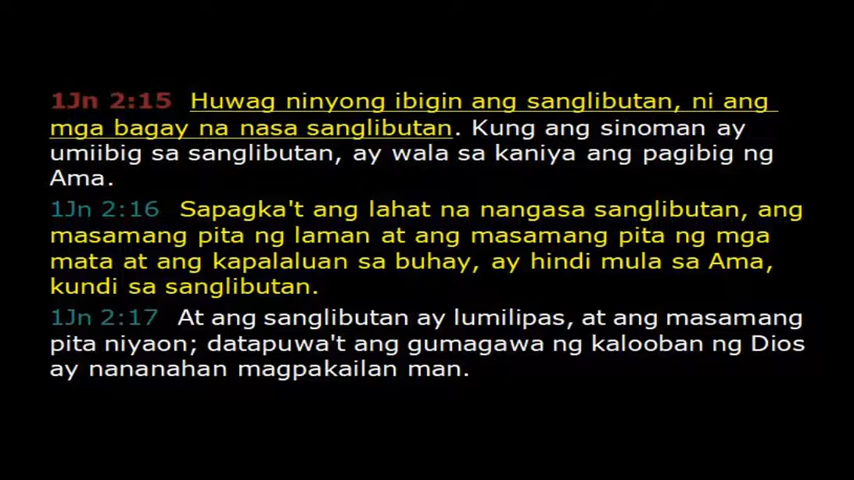 1Jn 2:15 Huwag ninyong ibigin ang sanglibutan, ni ang
mga bagay na nasa sanglibutan. Kung ang sinoman ay
umiibig sa sanglibutan, ay wala sa kaniya ang pagibig ng
Ama.
1Jn 2:16 Sapagka't ang lahat na nangasa sanglibutan, ang
masamang pita ng laman at ang masamang pita ng mga
mata at ang kapalaluan sa buhay, ay hindi mula sa Ama,
kundi sa sanglibutan.
1Jn 2:17 At ang sanglibutan ay lumilipas, at ang masamang
pita niyaon; datapuwa't ang gumagawa ng kalooban ng Dios
ay nananahan magpakailan man.